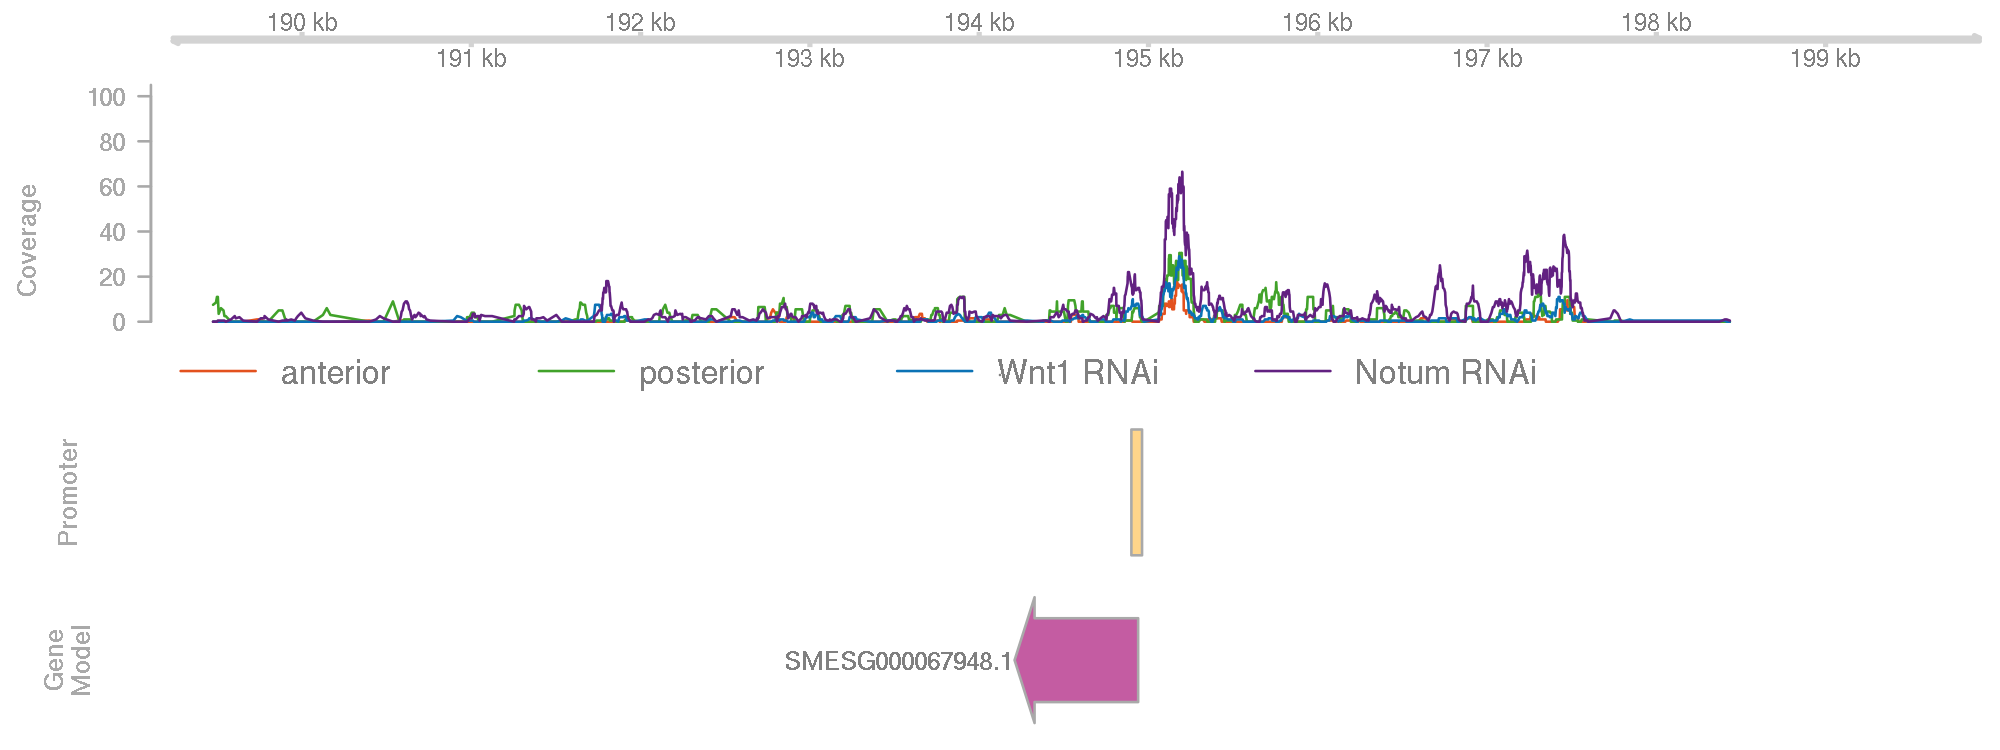 190 kb 192 kb 194 kb 196 kb 198 kb
191 kb 193 kb 195 kb 197 kb 199 kb
100
80
60
40
20
0
Coverage
anterior posterior Wnt1 RNAi Notum RNAi
Promoter
Gene
Model
SMESG000067948.1